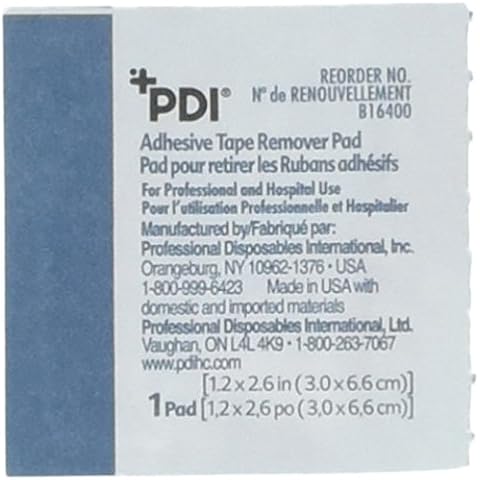 PDI®
REORDER NO.
N° de RENOUVELLEMENT
B16400
Adhesive Tape Remover Pad
Pad pour retirer les Rubans adhésifs
For Professional and Hospital Use
Pour l'utilisation Professionnelle et Hospitalier
Manufactured by/Fabriqué par:
Professional Disposables International, Inc.
Orangeburg, NY 10962-1376 • USA
1-800-999-6423 Made in USA with
domestic and imported materials
Professional Disposables International, Ltd.
Vaughan, ON L4L 4K9 • 1-800-263-7067
www.pdihc.com
[1.2 x 2.6 in (3.0 x 6.6 cm)]
1 Pad [1,2 x 2,6 po (3,0 x 6,6 cm)]